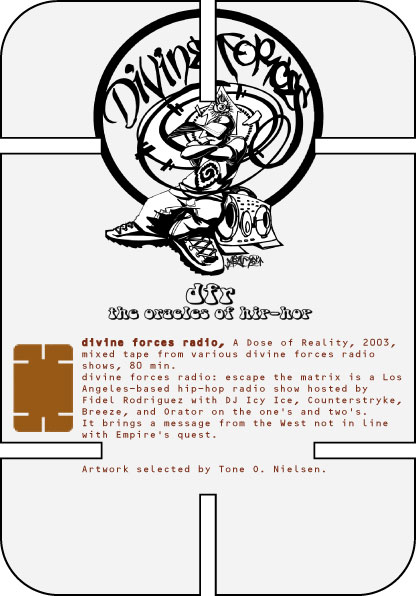 Divine Forces
dfr
the oracles of hip-hop
divine forces radio, A Dose of Reality, 2003,
mixed tape from various divine forces radio
shows, 80 min.
divine forces radio: escape the matrix is a Los
Angeles-based hip-hop radio show hosted by
Fidel Rodriguez with DJ Icy Ice, Counterstryke,
Breeze, and Orator on the one's and two's.
It brings a message from the West not in line
with Empire's quest.
Artwork selected by Tone O. Nielsen.